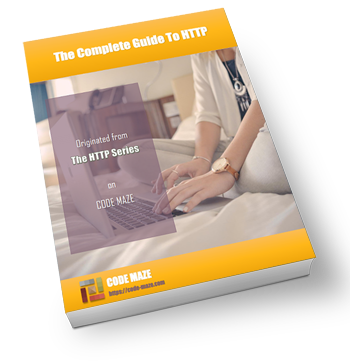 The Complete Guide To HTTP
Originated from
The HTTP Series
on
CODE MAZE
CODE MAZE
https://code-maze.com